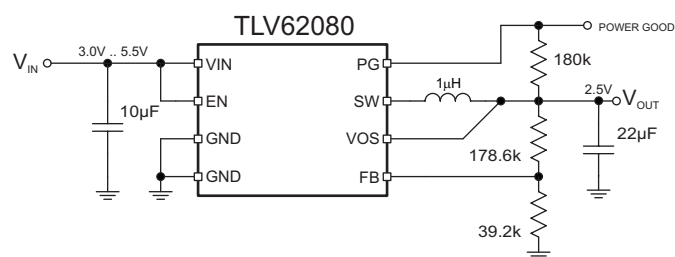 TLV62080
POWER GOOD
VIN 3.0V .. 5.5V
VIN
PG
180k
1µH
2.5V
VOUT
10µF
EN
SW
GND
VOS
178.6k
22µF
GND
FB
39.2k